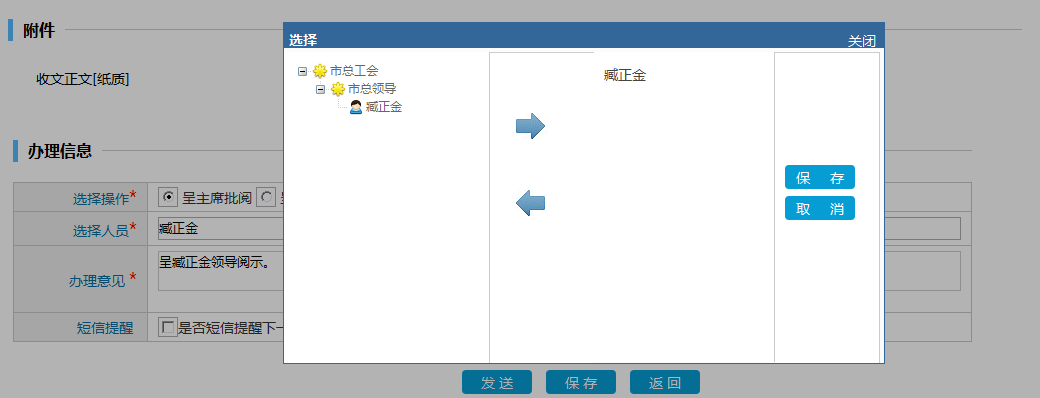 附件
收文正文[纸质]
办理信息
选择操作*
呈主席批阅
选择人员*
臧正金
办理意见 *
呈臧正金领导阅示。
短信提醒
是否短信提醒下一
选择
关闭
市总工会
市总领导
臧正金
臧正金
保 存
取 消
发 送
保 存
返 回